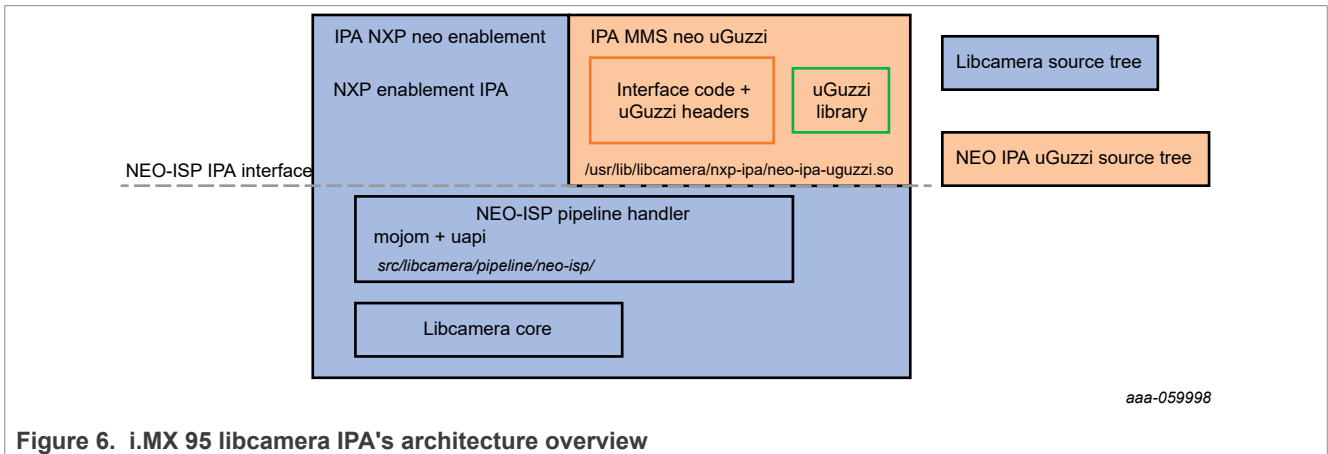 IPA NXP neo enablement
NXP enablement IPA
IPA MMS neo uGuzzi
Interface code +
uGuzzi headers
uGuzzi
library
/usr/lib/libcamera/nxp-ipa/neo-ipa-uguzzi.so
Libcamera source tree
NEO IPA uGuzzi source tree
NEO-ISP IPA interface
NEO-ISP pipeline handler
mojom + uapi
src/libcamera/pipeline/neo-isp/
Libcamera core
aaa-059998
Figure 6. i.MX 95 libcamera IPA's architecture overview